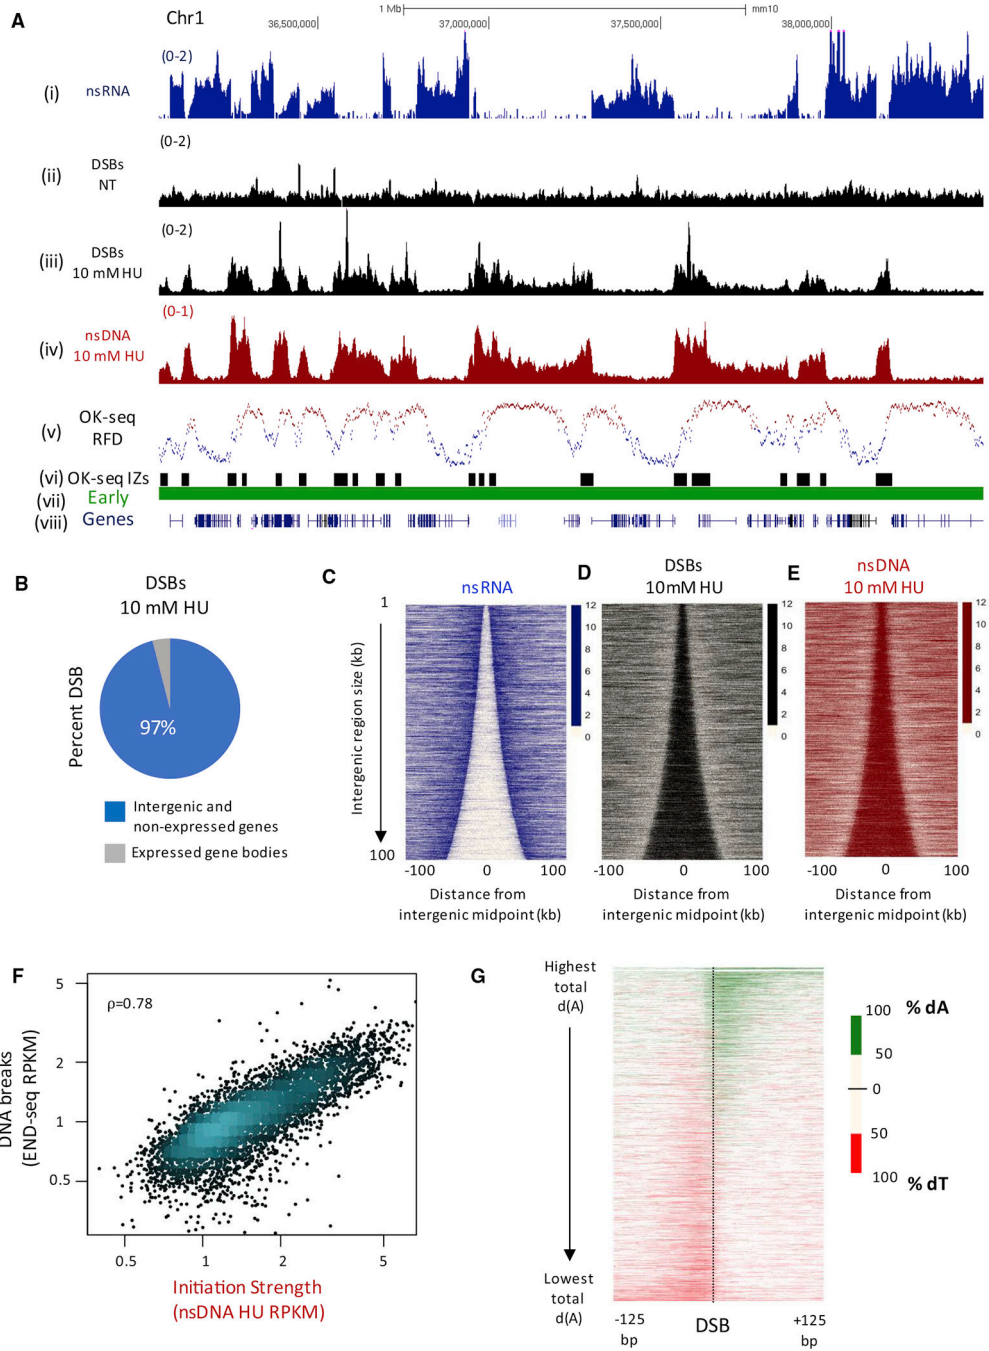 A
Chr1
1 Mb
mm10
36,500,000
37,000,000
37,500,000
38,000,000
(i)
nsRNA
(0-2)
(ii)
DSBs
NT
(0-2)
(iii)
DSBs
10 mM HU
(0-2)
(iv)
nsDNA
10 mM HU
(0-1)
(v)
OK-seq
RFD
(vi) OK-seq IZs
(vii) Early
(viii) Genes
B
DSBs
10 mM HU
Percent DSB
97%
Intergenic and
non-expressed genes
Expressed gene bodies
C
nsRNA
1
Intergenic region size (kb)
100
12
10
8
6
4
2
0
-100 0 100
Distance from
intergenic midpoint (kb)
D
DSBs
10mM HU
12
10
8
6
4
2
0
-100 0 100
Distance from
intergenic midpoint (kb)
E
nsDNA
10 mM HU
12
10
8
6
4
2
0
-100 0 100
Distance from
intergenic midpoint (kb)
F
ρ=0.78
DNA breaks
(END-seq RPKM)
5
2
1
0.5
0.5 1 2 5
Initiation Strength
(nsDNA HU RPKM)
G
Highest
total
d(A)
Lowest
total
d(A)
-125
bp
DSB
+125
bp
100 % dA
50
0
50
100 % dT